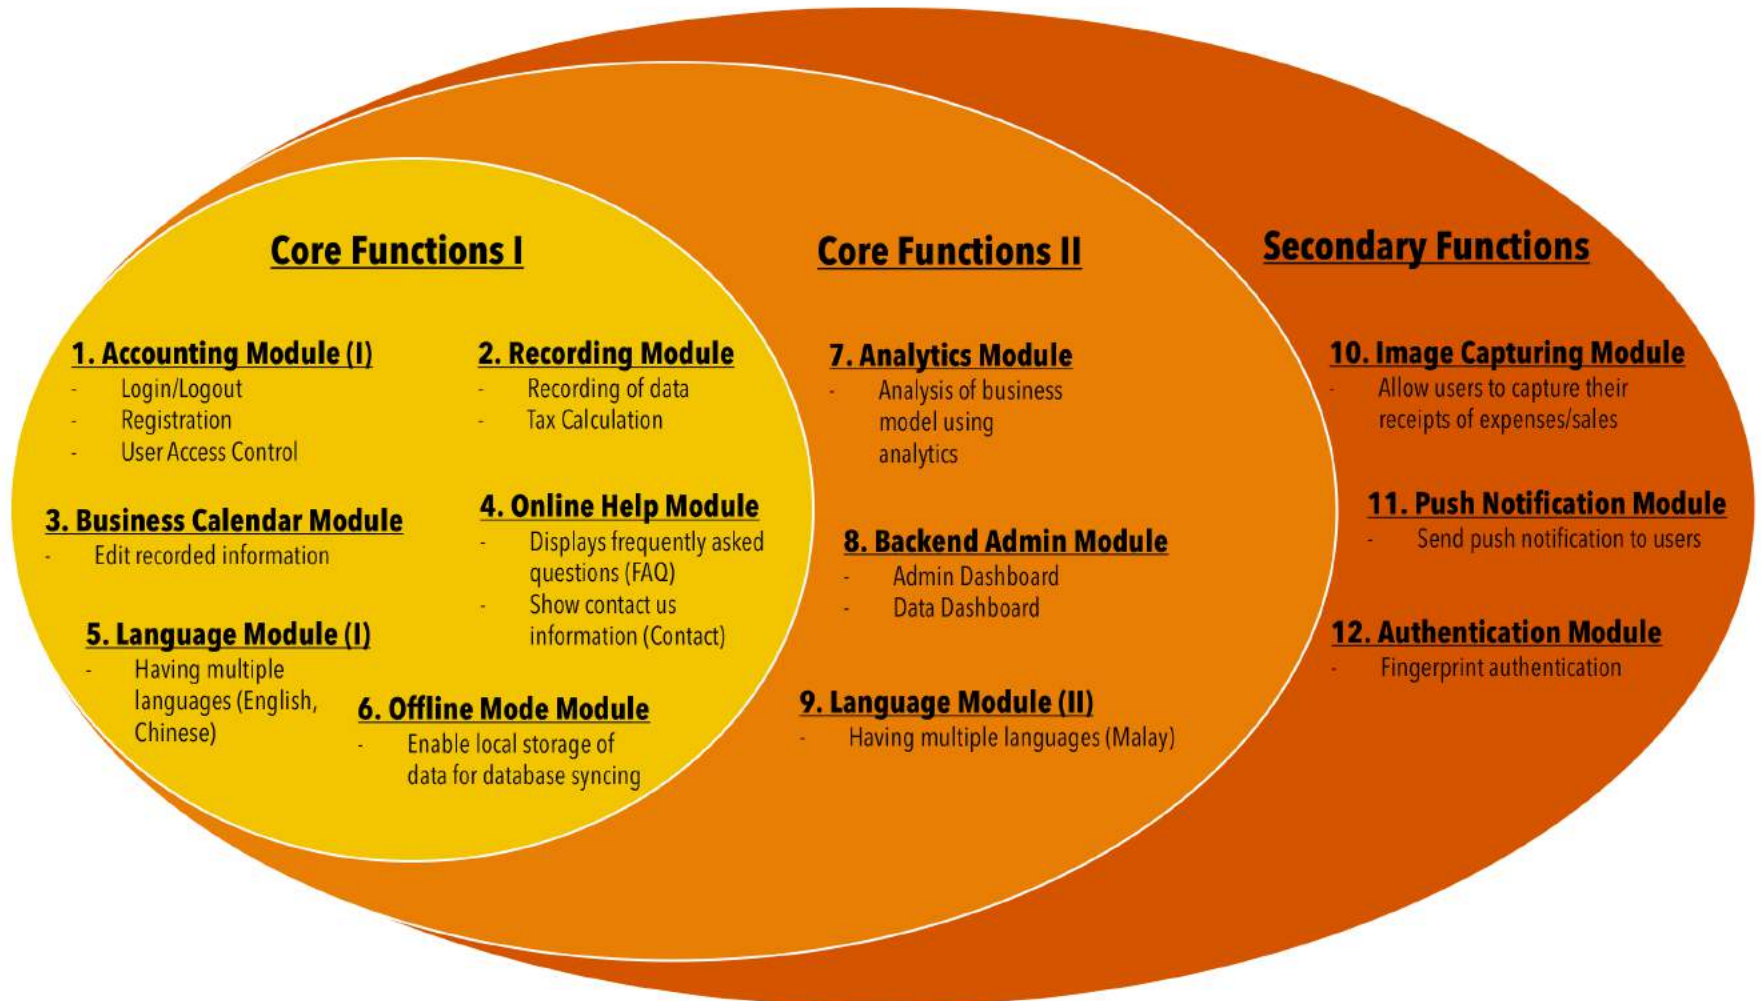 Core Functions I
1. Accounting Module (I)
- Login/Logout
- Registration
- User Access Control
2. Recording Module
- Recording of data
- Tax Calculation
3. Business Calendar Module
- Edit recorded information
4. Online Help Module
- Displays frequently asked
questions (FAQ)
- Show contact us
information (Contact)
5. Language Module (I)
- Having multiple
languages (English,
Chinese)
6. Offline Mode Module
- Enable local storage of
data for database syncing
Core Functions II
7. Analytics Module
- Analysis of business
model using
analytics
8. Backend Admin Module
- Admin Dashboard
- Data Dashboard
9. Language Module (II)
- Having multiple languages (Malay)
Secondary Functions
10. Image Capturing Module
- Allow users to capture their
receipts of expenses/sales
11. Push Notification Module
- Send push notification to users
12. Authentication Module
- Fingerprint authentication